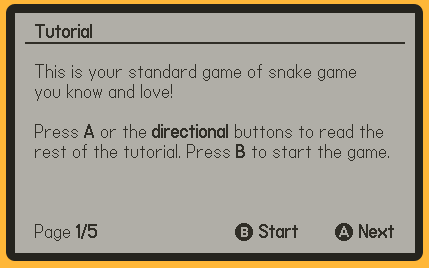 Tutorial
This is your standard game of snake game
you know and love!
Press A or the directional buttons to read the
rest of the tutorial. Press B to start the game.
Page 1/5 B Start A Next